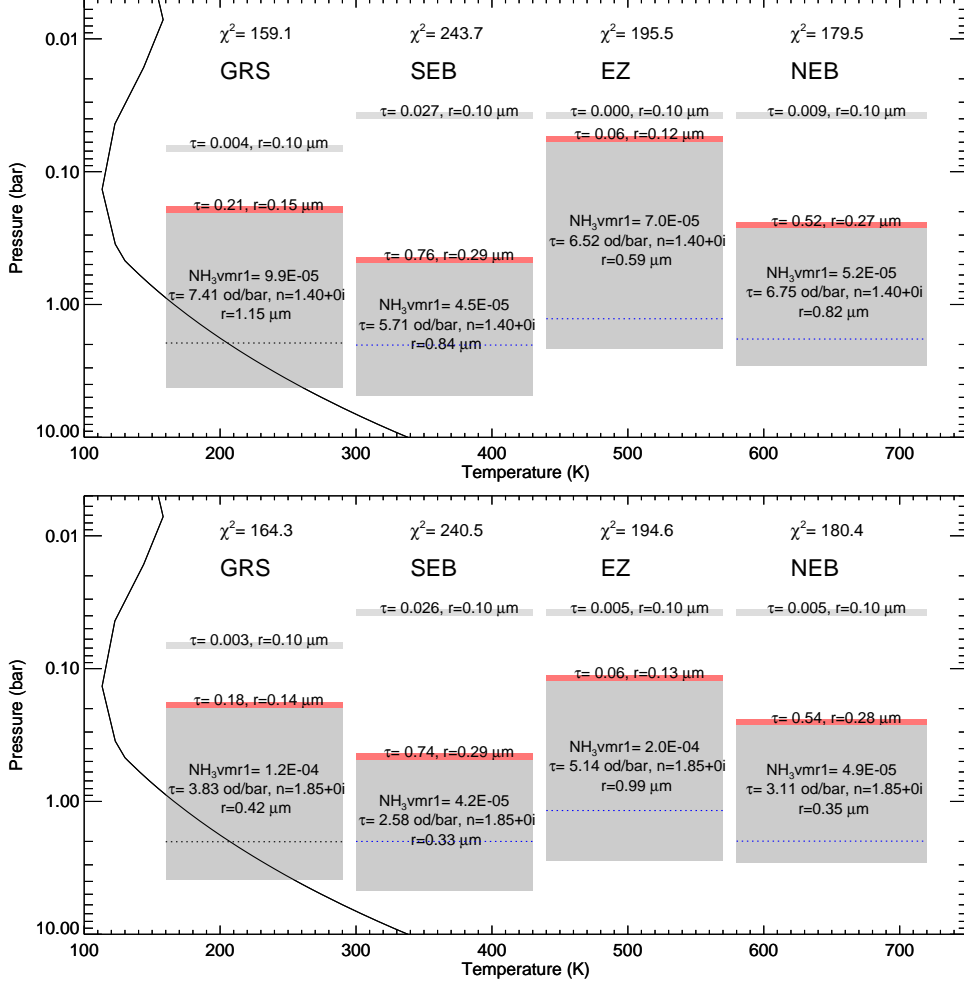 χ²= 159.1 χ²= 243.7 χ²= 195.5 χ²= 179.5
GRS SEB EZ NEB
τ= 0.027, r=0.10 μm τ= 0.000, r=0.10 μm τ= 0.009, r=0.10 μm
τ= 0.06, r=0.12 μm
τ= 0.004, r=0.10 μm
τ= 0.21, r=0.15 μm
τ= 0.52, r=0.27 μm
τ= 0.76, r=0.29 μm
NH₃vmr1= 9.9E-05
τ= 7.41 od/bar, n=1.40+0i
r=1.15 μm
NH₃vmr1= 4.5E-05
τ= 5.71 od/bar, n=1.40+0i
r=0.84 μm
NH₃vmr1= 7.0E-05
τ= 6.52 od/bar, n=1.40+0i
r=0.59 μm
NH₃vmr1= 5.2E-05
τ= 6.75 od/bar, n=1.40+0i
r=0.82 μm
0.01
0.10
1.00
10.00
Pressure (bar)
100 200 300 400 500 600 700
Temperature (K)
χ²= 164.3 χ²= 240.5 χ²= 194.6 χ²= 180.4
GRS SEB EZ NEB
τ= 0.026, r=0.10 μm τ= 0.005, r=0.10 μm τ= 0.005, r=0.10 μm
τ= 0.003, r=0.10 μm
τ= 0.06, r=0.13 μm
τ= 0.18, r=0.14 μm
τ= 0.54, r=0.28 μm
τ= 0.74, r=0.29 μm
NH₃vmr1= 1.2E-04
τ= 3.83 od/bar, n=1.85+0i
r=0.42 μm
NH₃vmr1= 4.2E-05
τ= 2.58 od/bar, n=1.85+0i
r=0.33 μm
NH₃vmr1= 2.0E-04
τ= 5.14 od/bar, n=1.85+0i
r=0.99 μm
NH₃vmr1= 4.9E-05
τ= 3.11 od/bar, n=1.85+0i
r=0.35 μm
0.01
0.10
1.00
10.00
Pressure (bar)
100 200 300 400 500 600 700
Temperature (K)